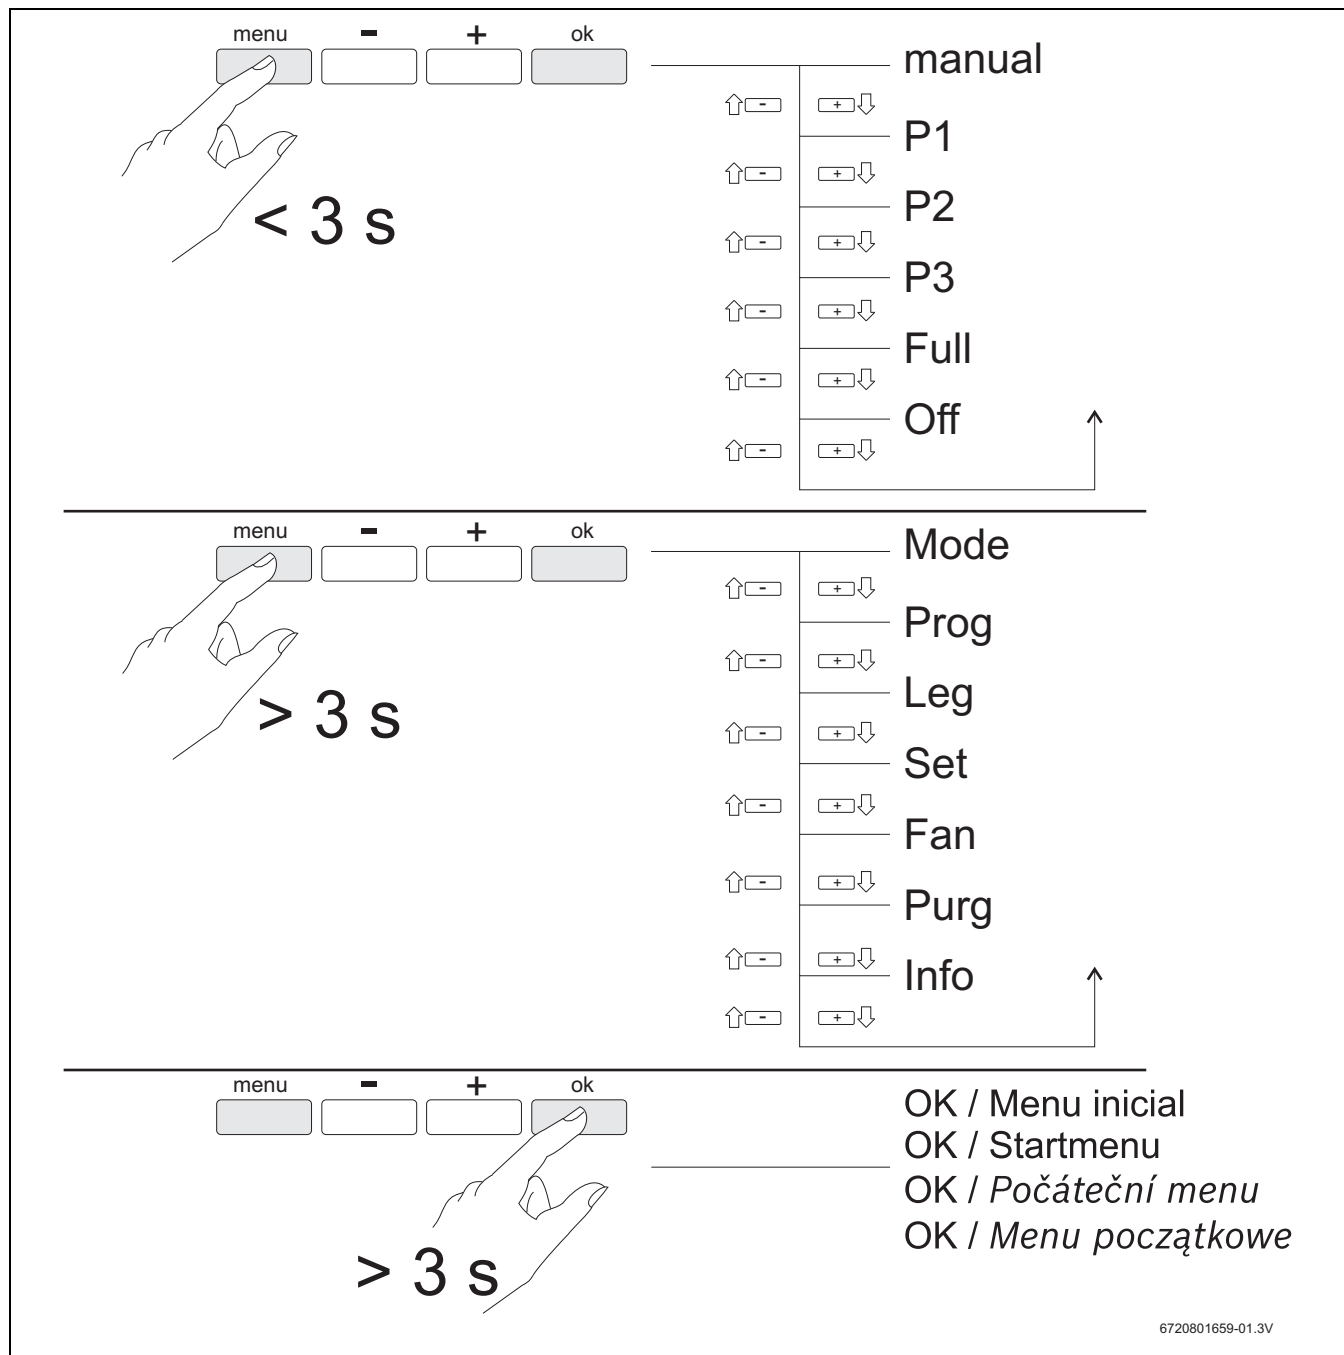 menu - + ok
manual
- +
P1
- +
P2
- +
P3
- +
Full
- +
Off
- +
< 3 s
menu - + ok
Mode
- +
Prog
- +
Leg
- +
Set
- +
Fan
- +
Purg
- +
Info
- +
> 3 s
menu - + ok
OK / Menu inicial
OK / Startmenu
OK / Počáteční menu
OK / Menu początkowe
> 3 s
6720801659-01.3V